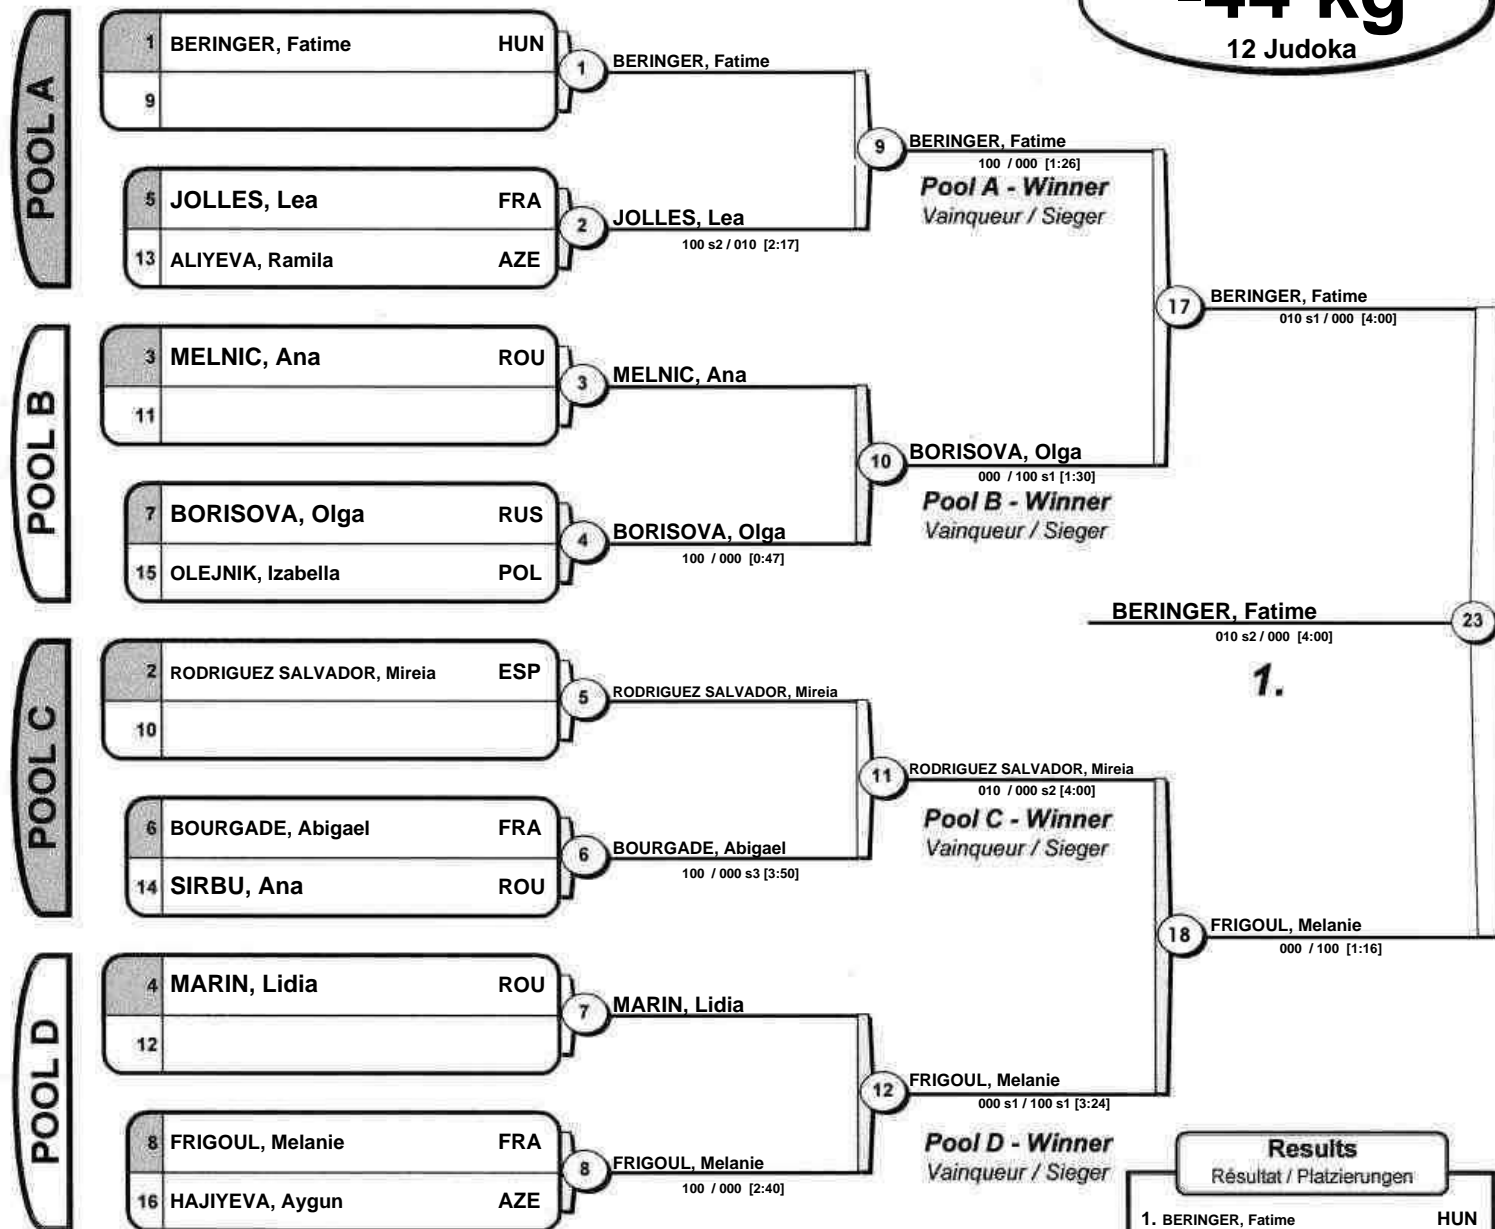 -44 kg
12 Judoka
POOL A
1 BERINGER, Fatime HUN
9
5 JOLLES, Lea FRA
13 ALIYEVA, Ramila AZE
1 BERINGER, Fatime
2 JOLLES, Lea
100 s2 / 010 [2:17]
9 BERINGER, Fatime
100 / 000 [1:26]
Pool A - Winner
Vainqueur / Sieger
POOL B
3 MELNIC, Ana ROU
11
7 BORISOVA, Olga RUS
15 OLEJNIK, Izabella POL
3 MELNIC, Ana
4 BORISOVA, Olga
100 / 000 [0:47]
10 BORISOVA, Olga
000 / 100 s1 [1:30]
Pool B - Winner
Vainqueur / Sieger
17 BERINGER, Fatime
010 s1 / 000 [4:00]
BERINGER, Fatime 23
010 s2 / 000 [4:00]
1.
POOL C
2 RODRIGUEZ SALVADOR, Mireia ESP
10
6 BOURGADE, Abigael FRA
14 SIRBU, Ana ROU
5 RODRIGUEZ SALVADOR, Mireia
6 BOURGADE, Abigael
100 / 000 s3 [3:50]
11 RODRIGUEZ SALVADOR, Mireia
010 / 000 s2 [4:00]
Pool C - Winner
Vainqueur / Sieger
POOL D
4 MARIN, Lidia ROU
12
8 FRIGOUL, Melanie FRA
16 HAJIYEVA, Aygun AZE
7 MARIN, Lidia
8 FRIGOUL, Melanie
100 / 000 [2:40]
12 FRIGOUL, Melanie
000 s1 / 100 s1 [3:24]
Pool D - Winner
Vainqueur / Sieger
18 FRIGOUL, Melanie
000 / 100 [1:16]
Results
Résultat / Platzierungen
1. BERINGER, Fatime HUN